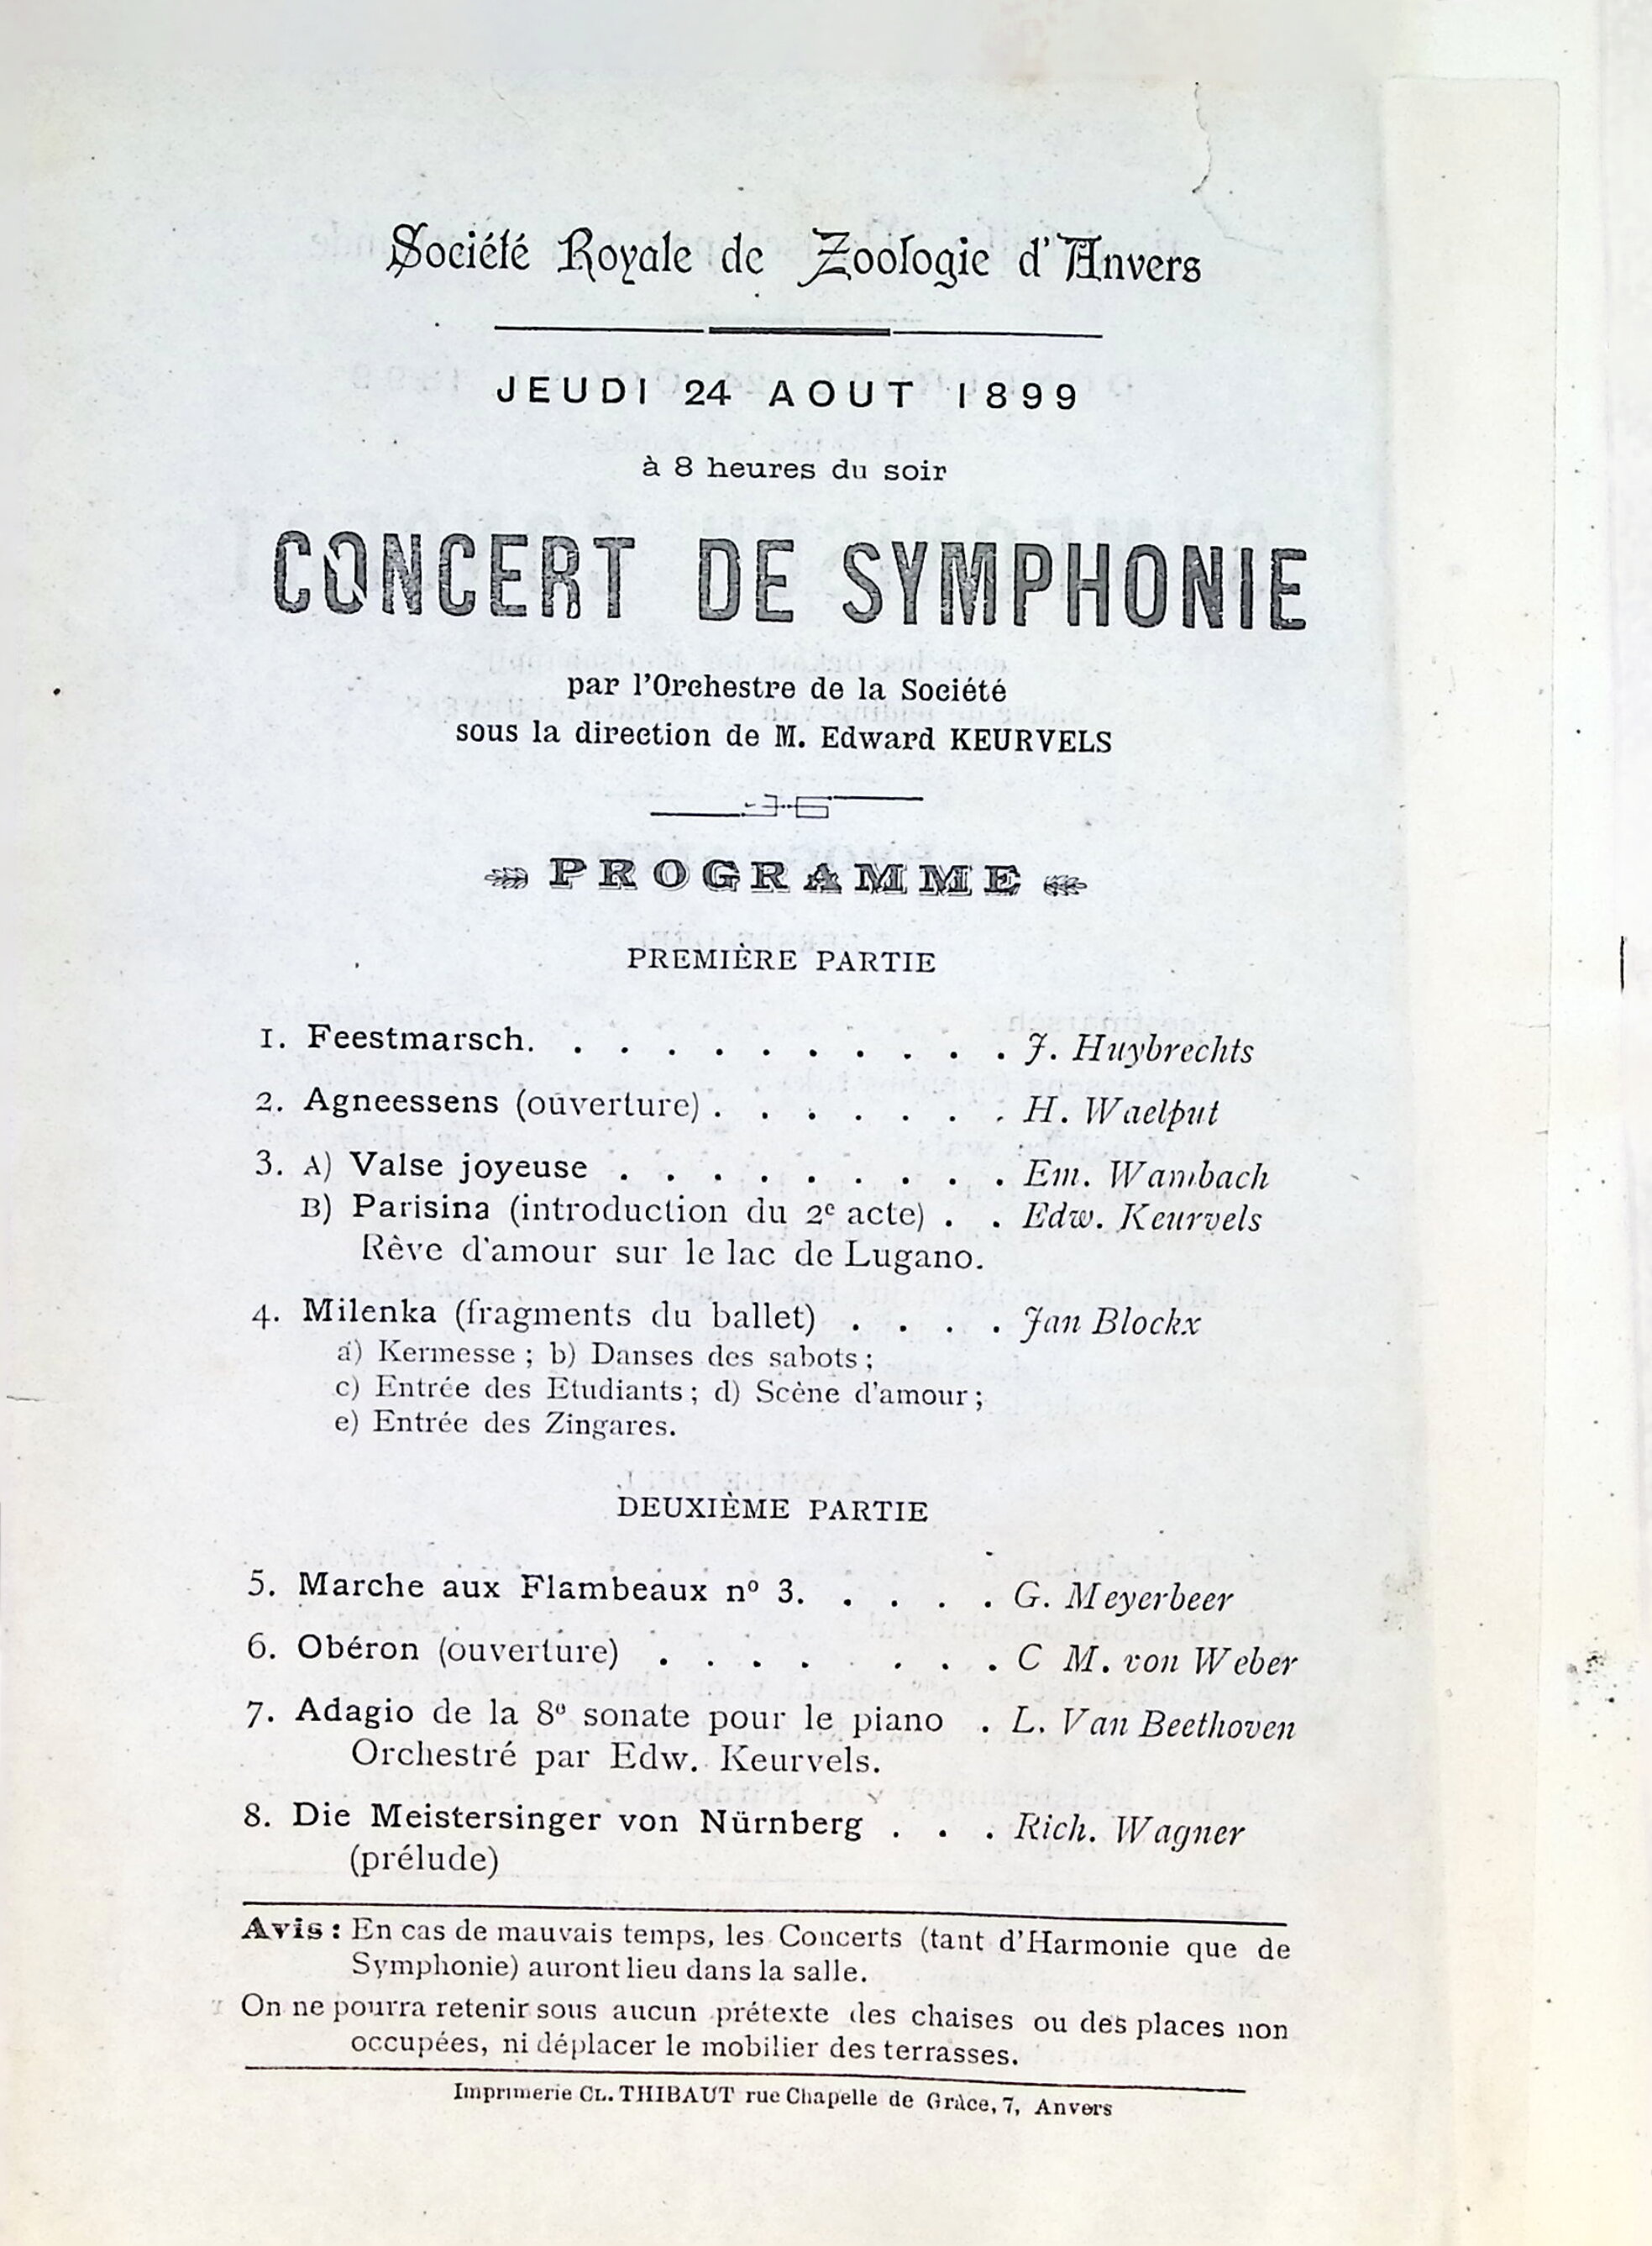 Société Royale de Zoologie d'Anvers
JEUDI 24 AOUT 1899
à 8 heures du soir
CONCERT DE SYMPHONIE
par l'Orchestre de la Société
sous la direction de M. Edward KEURVELS
PROGRAMME
PREMIÈRE PARTIE
1. Feestmarsch. . . . . . . . . . . J. Huybrechts
2. Agneessens (ouverture) . . . . . . . H. Waelput
3. A) Valse joyeuse . . . . . . . . . Em. Wambach
B) Parisina (introduction du 2e acte) . . Edw. Keurvels
Rêve d'amour sur le lac de Lugano.
4. Milenka (fragments du ballet) . . . . Jan Blockx
a) Kermesse ; b) Danses des sabots ;
c) Entrée des Etudiants ; d) Scène d'amour ;
e) Entrée des Zingares.
DEUXIÈME PARTIE
5. Marche aux Flambeaux no 3. . . . . G. Meyerbeer
6. Obéron (ouverture) . . . . . . . C M. von Weber
7. Adagio de la 8e sonate pour le piano . L. Van Beethoven
Orchestré par Edw. Keurvels.
8. Die Meistersinger von Nürnberg . . . Rich. Wagner
(prélude)
Avis : En cas de mauvais temps, les Concerts (tant d'Harmonie que de
Symphonie) auront lieu dans la salle.
On ne pourra retenir sous aucun prétexte des chaises ou des places non
occupées, ni déplacer le mobilier des terrasses.
Imprimerie CL. THIBAUT rue Chapelle de Grâce, 7, Anvers